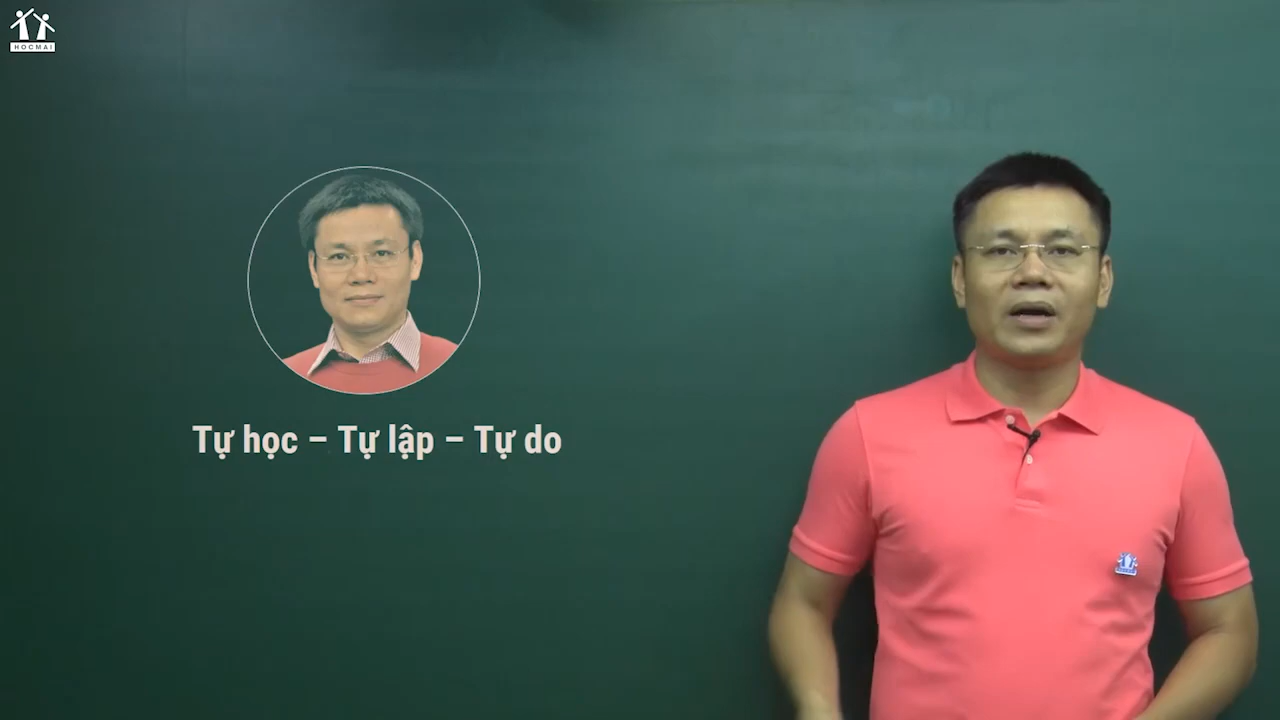 HOCMAI
Tự học – Tự lập – Tự do